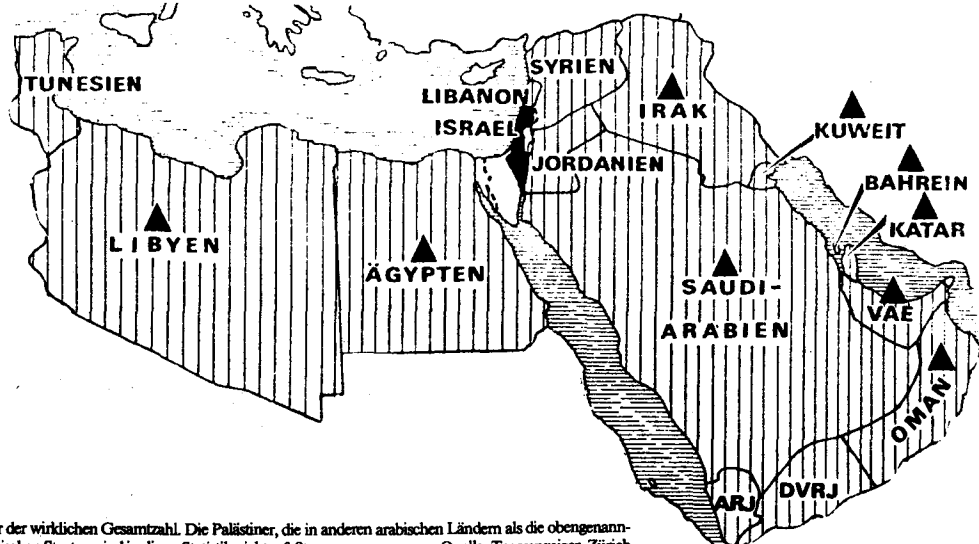 TUNESIEN
SYRIEN
LIBANON
IRAK
ISRAEL
KUWEIT
JORDANIEN
BAHREIN
KATAR
LIBYEN
ÄGYPTEN
SAUDI-
ARABIEN
VAE
OMAN
ARJ
DVRJ
der wirklichen Gesamtzahl. Die Palästiner, die in anderen arabischen Ländern als die obengenann-
Quelle:
Zürich